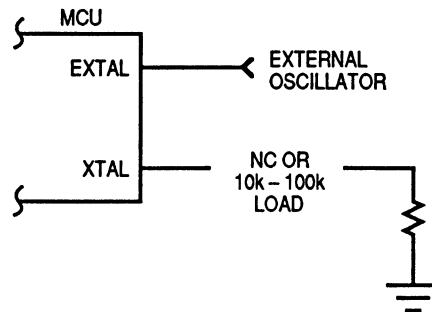 MCU
EXTAL
EXTERNAL
OSCILLATOR
XTAL
NC OR
10k – 100k
LOAD